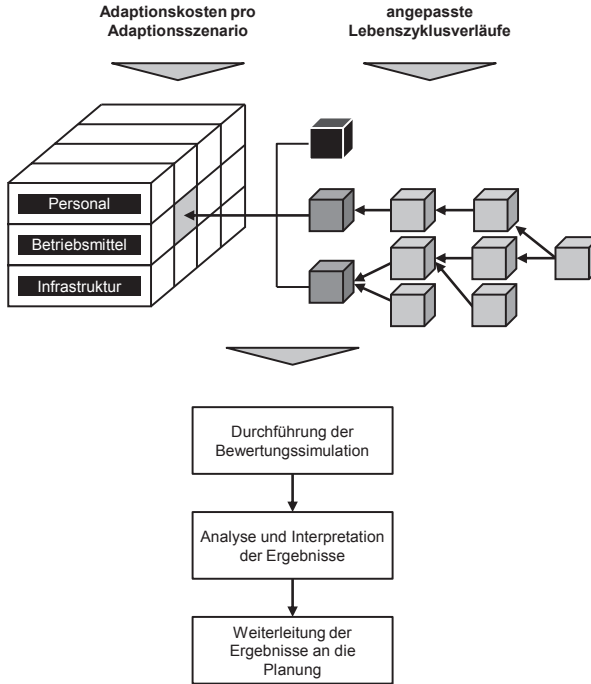 Adaptionskosten pro
Adaptionsszenario
angepasste
Lebenszyklusverläufe
Personal
Betriebsmittel
Infrastruktur
Durchführung der
Bewertungssimulation
Analyse und Interpretation
der Ergebnisse
Weiterleitung der
Ergebnisse an die
Planung